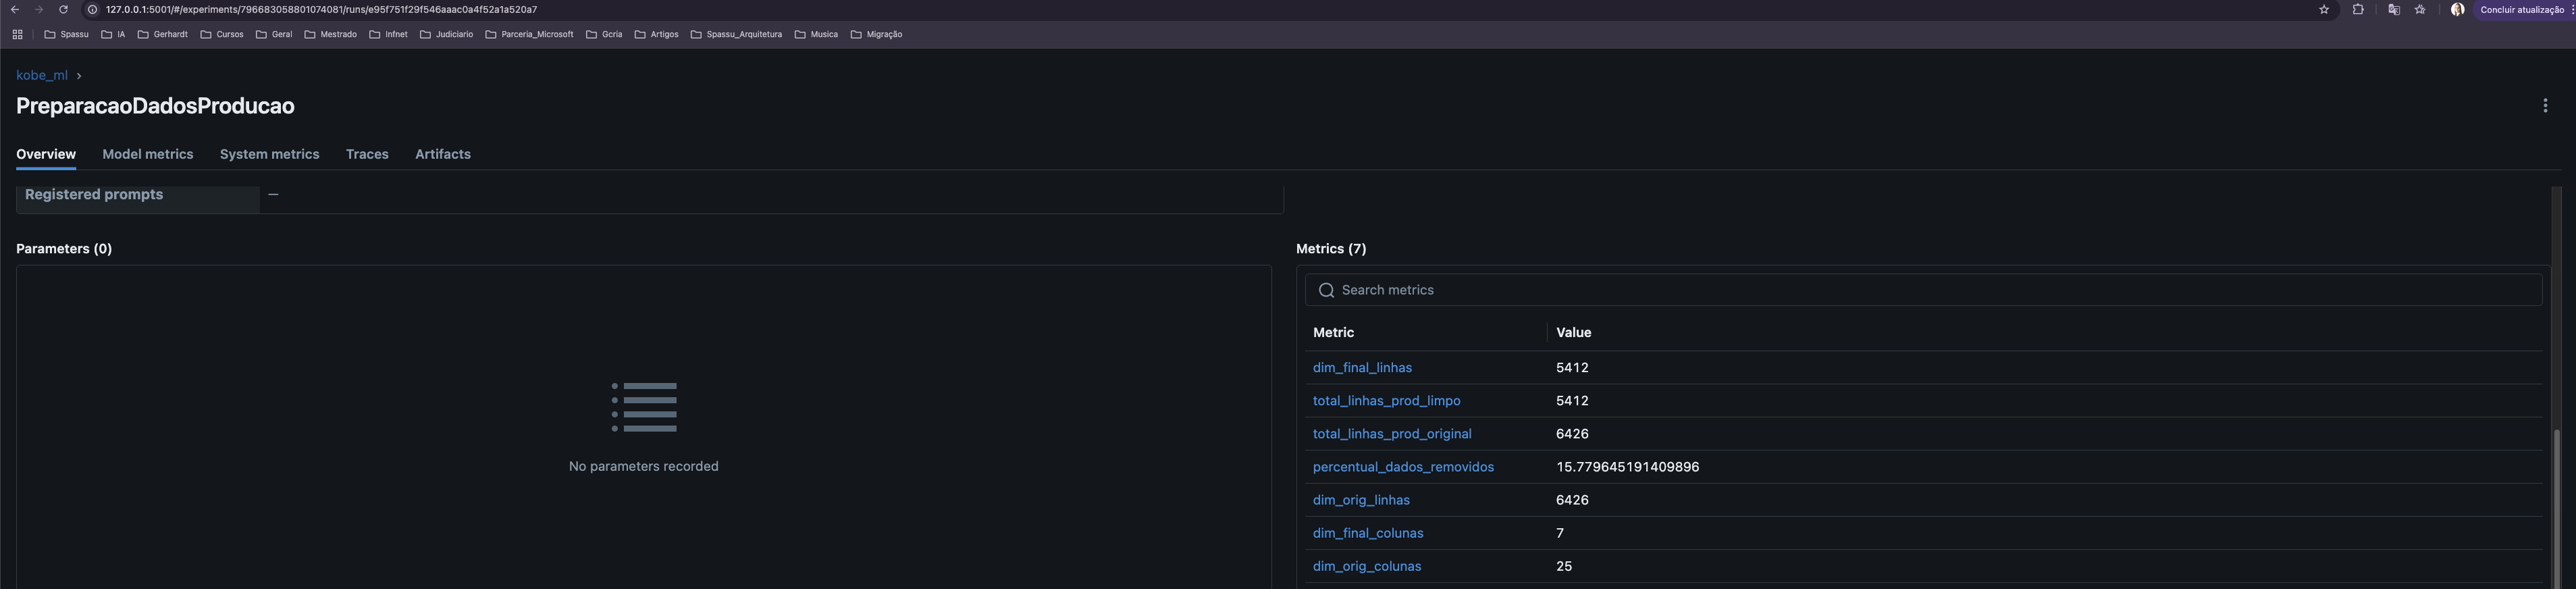 127.0.0.1:5001/#/experiments/796683058801074081/runs/e95f751f29f546aaac0a4f52a1a520a7
Concluir atualização
Spassu IA Gerhardt Cursos Geral Mestrado Infnet Judiciario Parceria_Microsoft Gcria Artigos Spassu_Arquitetura Musica Migração
kobe_ml >
PreparacaoDadosProducao
Overview Model metrics System metrics Traces Artifacts
Registered prompts —
Parameters (0)
No parameters recorded
Metrics (7)
Search metrics
Metric Value
dim_final_linhas 5412
total_linhas_prod_limpo 5412
total_linhas_prod_original 6426
percentual_dados_removidos 15.779645191409896
dim_orig_linhas 6426
dim_final_colunas 7
dim_orig_colunas 25